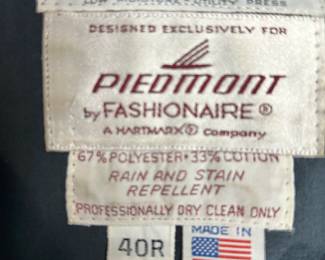 DESIGNED EXCLUSIVELY FOR
PIEDMONT
by FASHIONAIRE®
A HARTMARX® Company
67% POLYESTER · 33% COTTON
RAIN AND STAIN
REPELLENT
PROFESSIONALLY DRY CLEAN ONLY
MADE IN
40R